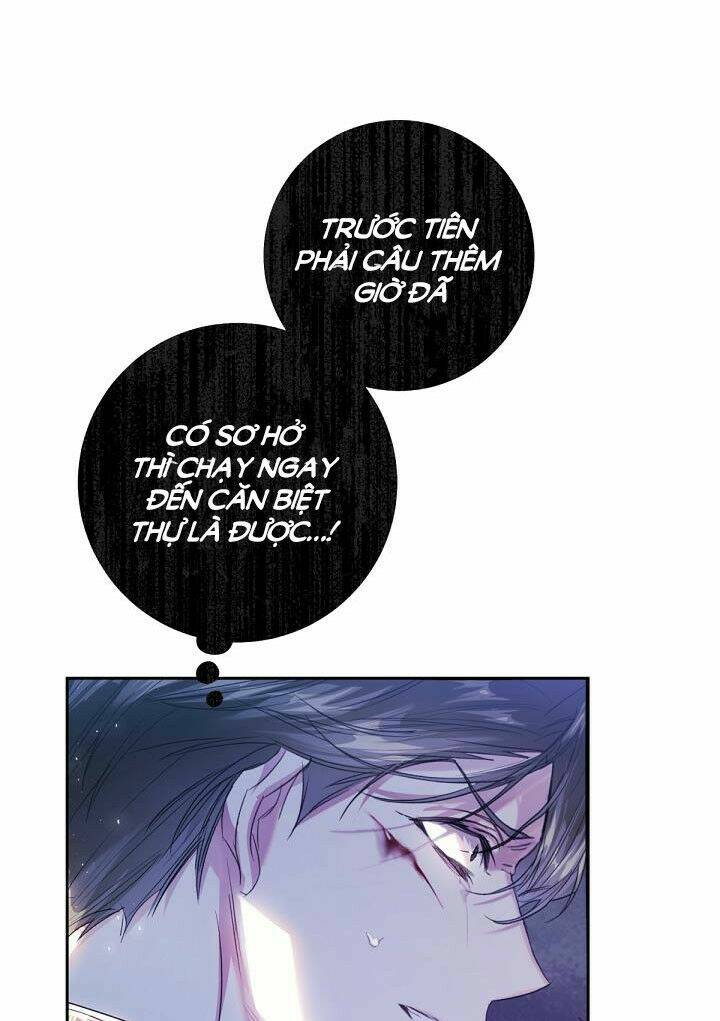 TRƯỚC TIÊN
PHẢI CÂU THÊM
GIỜ ĐÃ
CÓ SƠ HỞ
THÌ CHẠY NGAY
ĐẾN CĂN BIỆT
THỰ LÀ ĐƯỢC...!